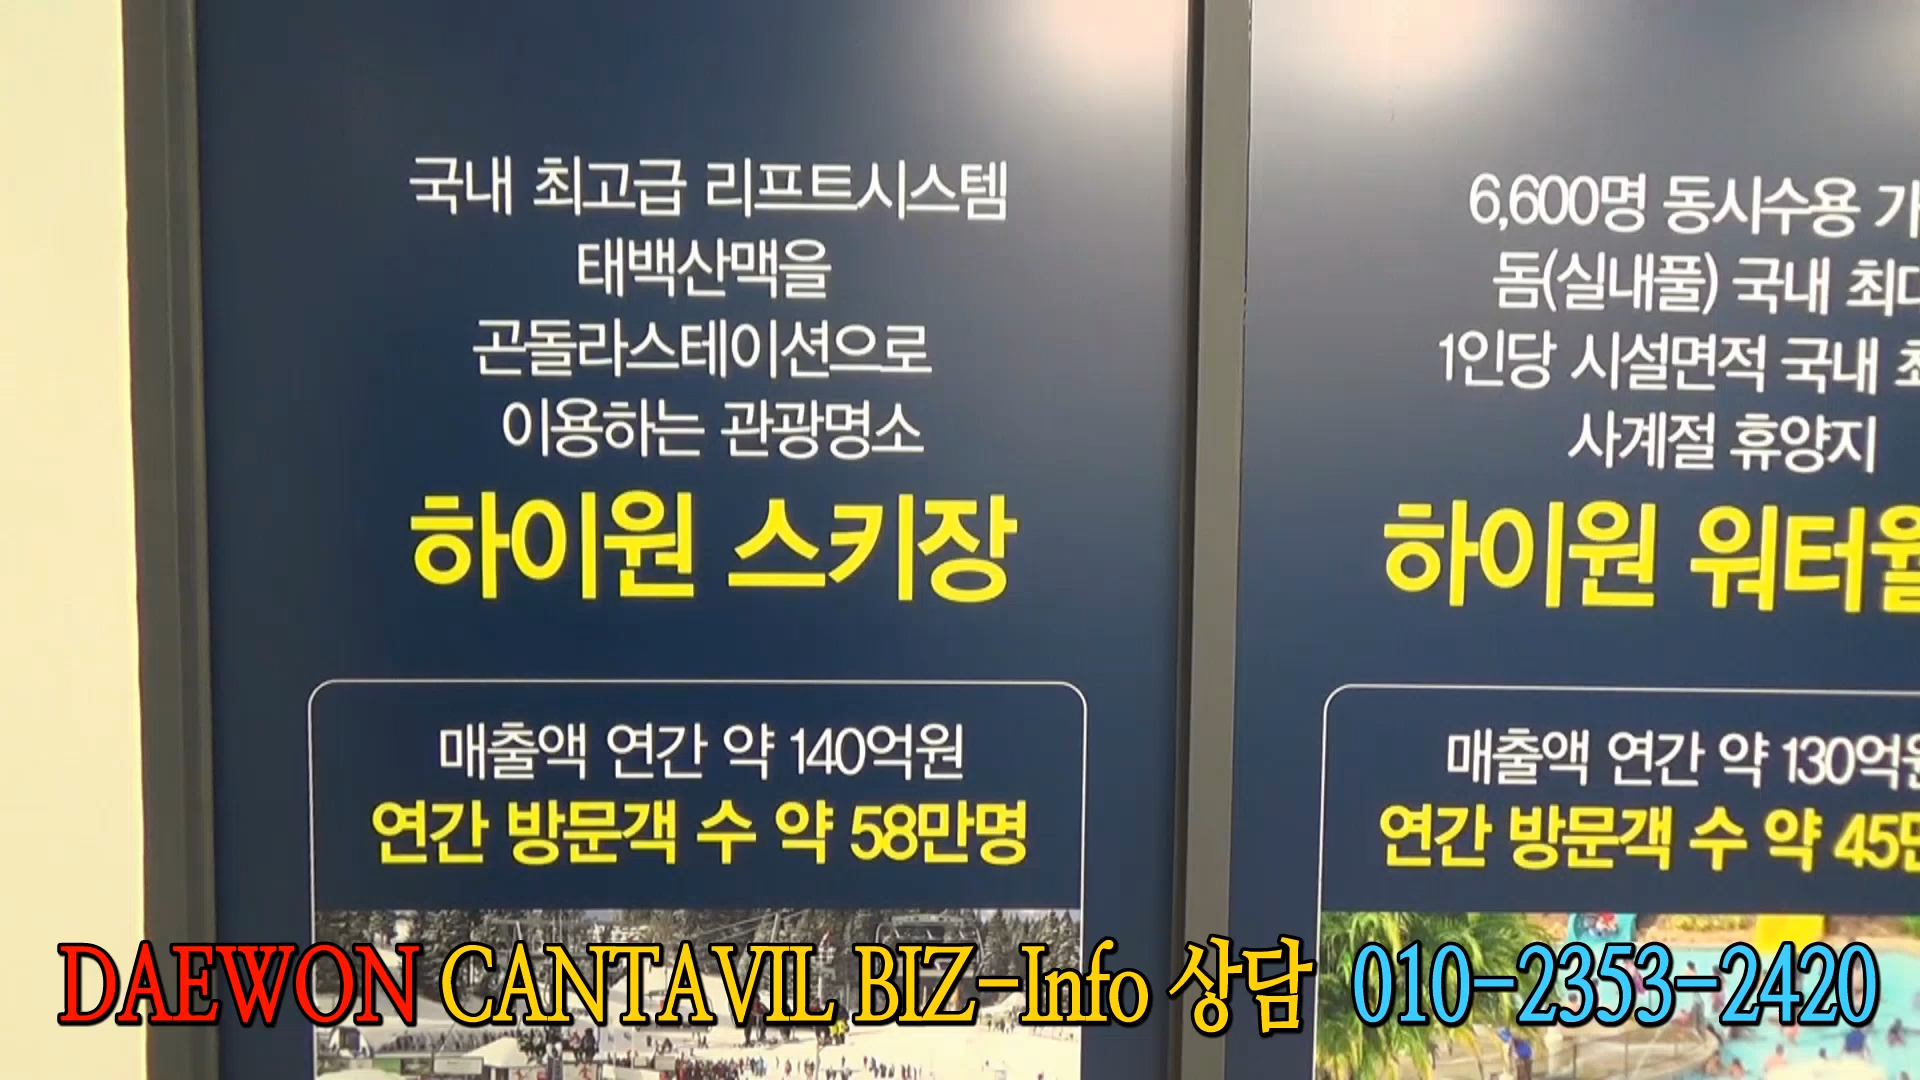 국내 최고급 리프트시스템
태백산맥을
곤돌라스테이션으로
이용하는 관광명소
하이원 스키장
매출액 연간 약 140억원
연간 방문객 수 약 58만명
6,600명 동시수용
돔(실내풀) 국내
1인당 시설면적 국내
사계절 휴양지
하이원
매출액 연간 약 130억원
연간 방문객 수 약 45만
DAEWON CANTAVIL BIZ-Info 상담 010-2353-2420